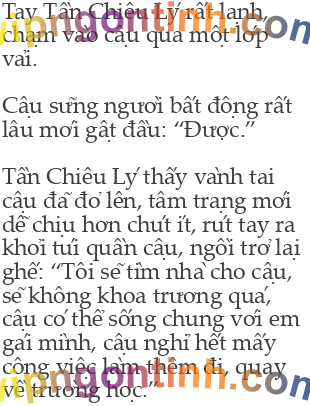 Tay Tần Chiêu Lý rất lạnh,
chạm vào cậu qua một lớp
vải.
Cậu sững người bất động rất
lâu mới gật đầu: “Được.”
Tần Chiêu Lý thấy vành tai
cậu đã đỏ lên, tâm trạng mới
dễ chịu hơn chút ít, rút tay ra
khỏi túi quần cậu, ngồi trở lại
ghế: “Tôi sẽ tìm nhà cho cậu,
sẽ không khoa trương quá,
cậu có thể sống chung với em
gái mình, cậu nghỉ hết mấy
công việc làm thêm đi, quay
về trường học.”
vipngontinh.com
vipngontinh.com